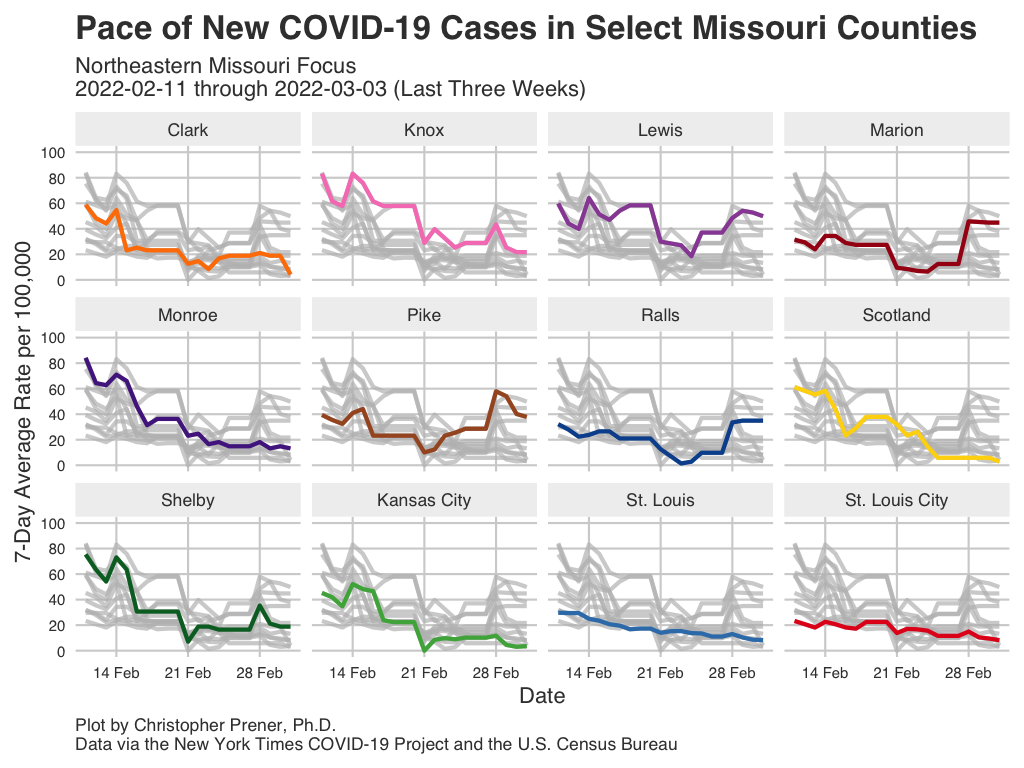 Pace of New COVID-19 Cases in Select Missouri Counties
Northeastern Missouri Focus
2022-02-11 through 2022-03-03 (Last Three Weeks)
7-Day Average Rate per 100,000
Clark Knox Lewis Marion
100
80
60
40
20
0
Monroe Pike Ralls Scotland
100
80
60
40
20
0
Shelby Kansas City St. Louis St. Louis City
100
80
60
40
20
0
14 Feb 21 Feb 28 Feb 14 Feb 21 Feb 28 Feb 14 Feb 21 Feb 28 Feb 14 Feb 21 Feb 28 Feb
Date
Plot by Christopher Prener, Ph.D.
Data via the New York Times COVID-19 Project and the U.S. Census Bureau